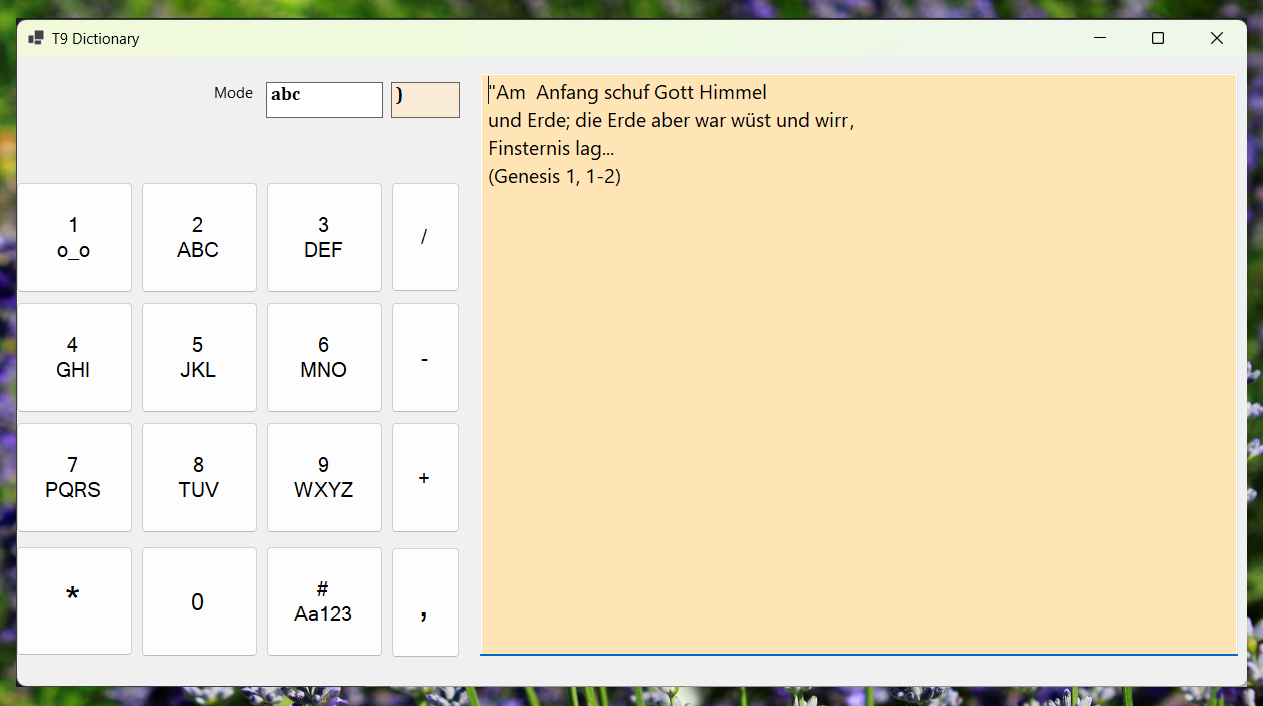 T9 Dictionary
Mode
abc
)
"Am  Anfang schuf Gott Himmel
und Erde; die Erde aber war wüst und wirr,
Finsternis lag...
(Genesis 1, 1-2)
1
o_o
2
ABC
3
DEF
/
4
GHI
5
JKL
6
MNO
-
7
PQRS
8
TUV
9
WXYZ
+
*
0
#
Aa123
,